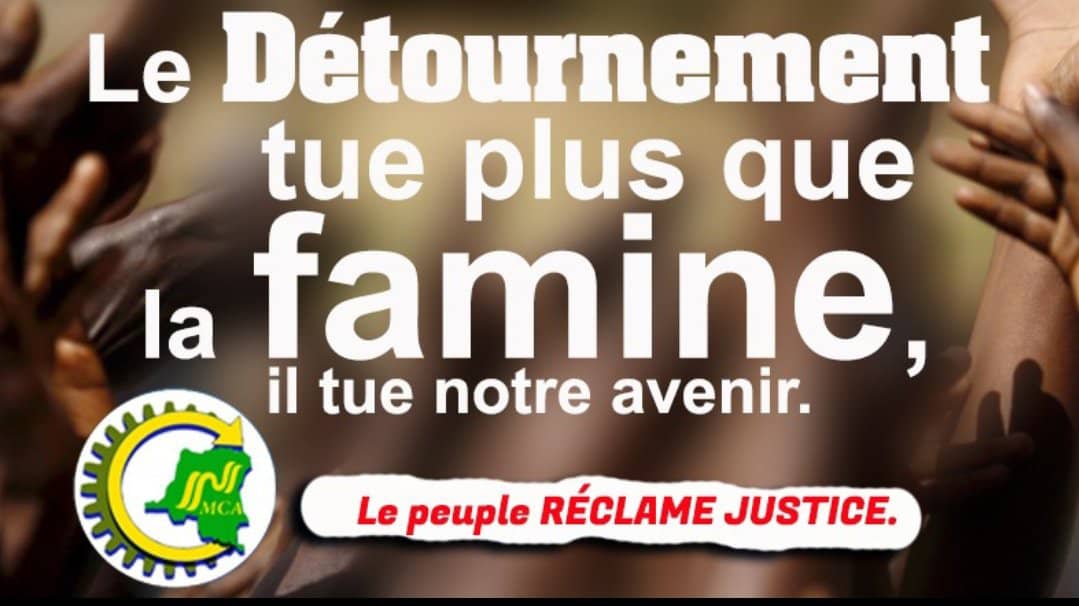 Le Détournement
tue plus que
la famine,
il tue notre avenir.
MCA
Le peuple RÉCLAME JUSTICE.